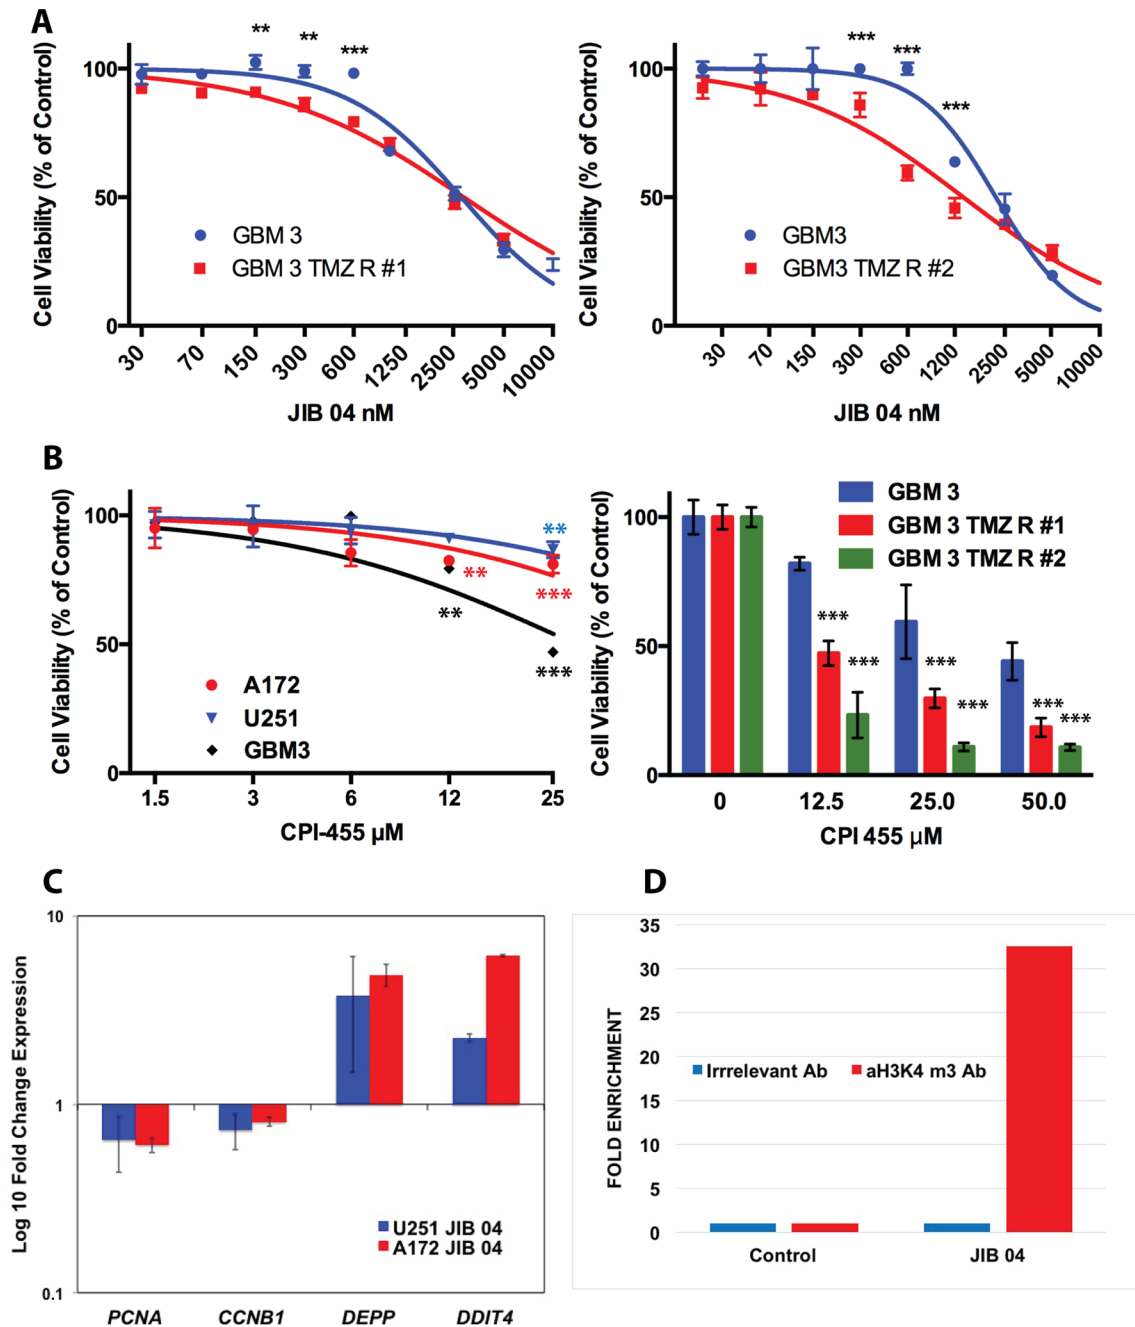 A
Cell Viability (% of Control)
100
50
0
** ** ***
GBM 3
GBM 3 TMZ R #1
30 70 150 300 600 1250 2500 5000 10000
JIB 04 nM
Cell Viability (% of Control)
100
50
0
*** *** ***
GBM3
GBM3 TMZ R #2
30 70 150 300 600 1200 2500 5000 10000
JIB 04 nM
B
Cell Viability (% of Control)
100
50
0
**
**
***
**
***
A172
U251
GBM3
1.5 3 6 12 25
CPI-455 µM
Cell Viability (% of Control)
100
50
0
GBM 3
GBM 3 TMZ R #1
GBM 3 TMZ R #2
*** *** *** *** *** ***
0 12.5 25.0 50.0
CPI 455 µM
C
Log 10 Fold Change Expression
10
1
0.1
U251 JIB 04
A172 JIB 04
PCNA CCNB1 DEPP DDIT4
D
FOLD ENRICHMENT
35
30
25
20
15
10
5
0
Irrrelevant Ab aH3K4 m3 Ab
Control JIB 04